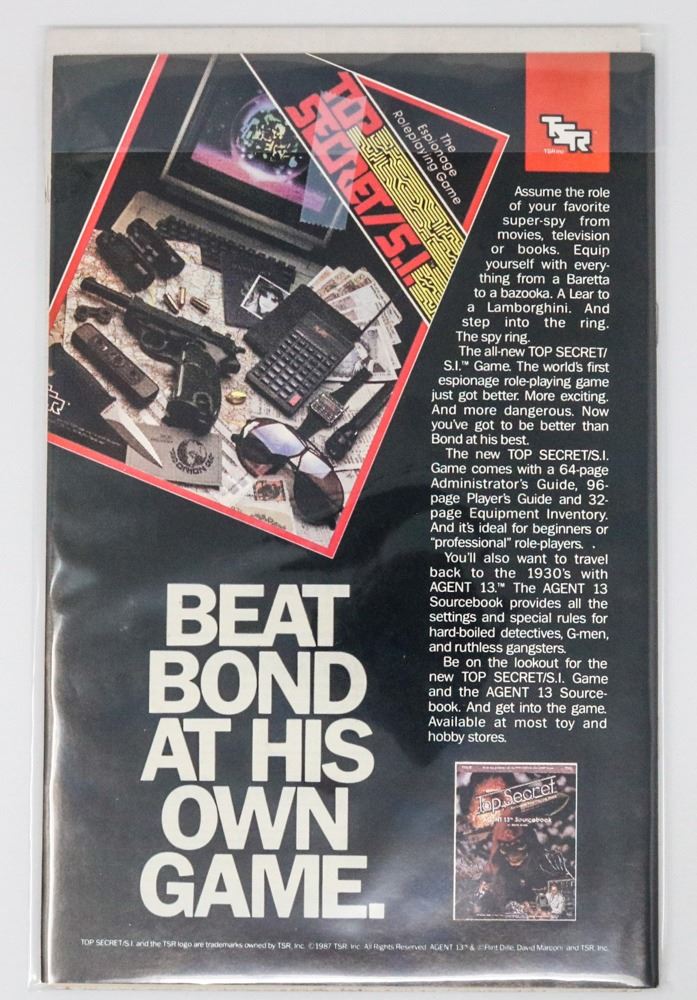 TOP
SECRET/S.I.
The
Espionage
Roleplaying Game
TSR
TSR, Inc.
Assume the role
of your favorite
super-spy from
movies, television
or books. Equip
yourself with every-
thing from a Baretta
to a bazooka. A Lear to
a Lamborghini. And
step into the ring.
The spy ring.
The all-new TOP SECRET/
S.I.™ Game. The world's first
espionage role-playing game
just got better. More exciting.
And more dangerous. Now
you've got to be better than
Bond at his best.
The new TOP SECRET/S.I.
Game comes with a 64-page
Administrator's Guide, 96-
page Player's Guide and 32-
page Equipment Inventory.
And it's ideal for beginners or
"professional" role-players.
You'll also want to travel
back to the 1930's with
AGENT 13.™ The AGENT 13
Sourcebook provides all the
settings and special rules for
hard-boiled detectives, G-men,
and ruthless gangsters.
Be on the lookout for the
new TOP SECRET/S.I. Game
and the AGENT 13 Source-
book. And get into the game.
Available at most toy and
hobby stores.
BEAT
BOND
AT HIS
OWN
GAME.
Top Secret
AGENT 13™ Sourcebook
TOP SECRET/S.I. and the TSR logo are trademarks owned by TSR, Inc. ©1987 TSR, Inc. All Rights Reserved. AGENT 13™ & © Flint Dille, David Marconi and TSR, Inc.